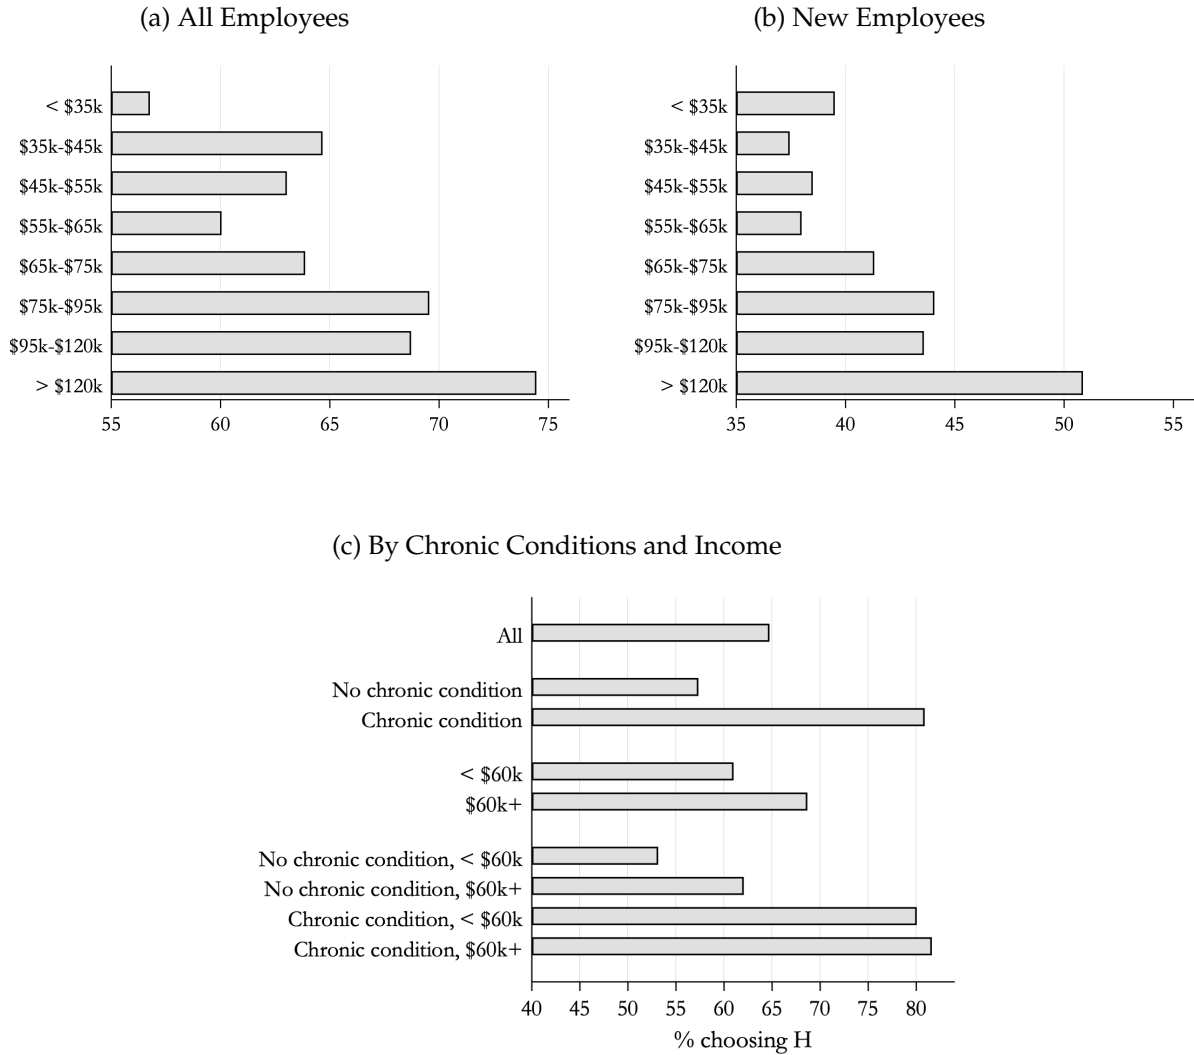 (a) All Employees
< $35k
$35k-$45k
$45k-$55k
$55k-$65k
$65k-$75k
$75k-$95k
$95k-$120k
> $120k
55 60 65 70 75
(b) New Employees
< $35k
$35k-$45k
$45k-$55k
$55k-$65k
$65k-$75k
$75k-$95k
$95k-$120k
> $120k
35 40 45 50 55
(c) By Chronic Conditions and Income
All
No chronic condition
Chronic condition
< $60k
$60k+
No chronic condition, < $60k
No chronic condition, $60k+
Chronic condition, < $60k
Chronic condition, $60k+
40 45 50 55 60 65 70 75 80
% choosing H